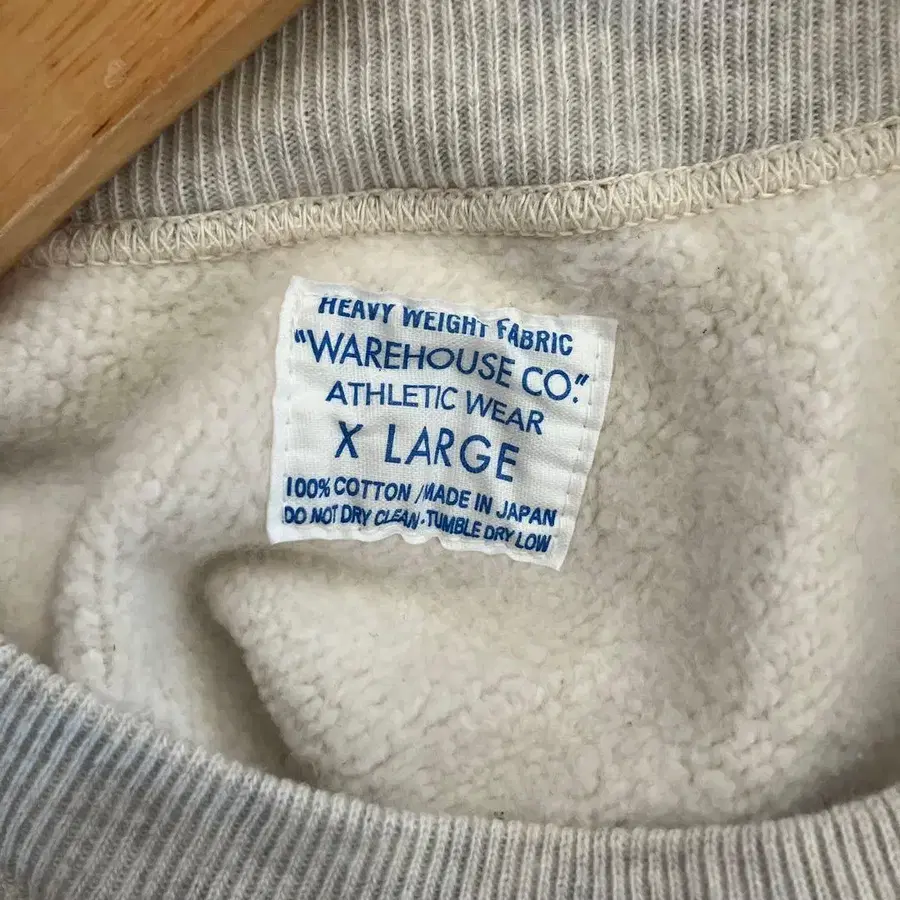 HEAVY WEIGHT FABRIC
"WAREHOUSE CO."
ATHLETIC WEAR
X LARGE
100% COTTON / MADE IN JAPAN
DO NOT DRY CLEAN · TUMBLE DRY LOW